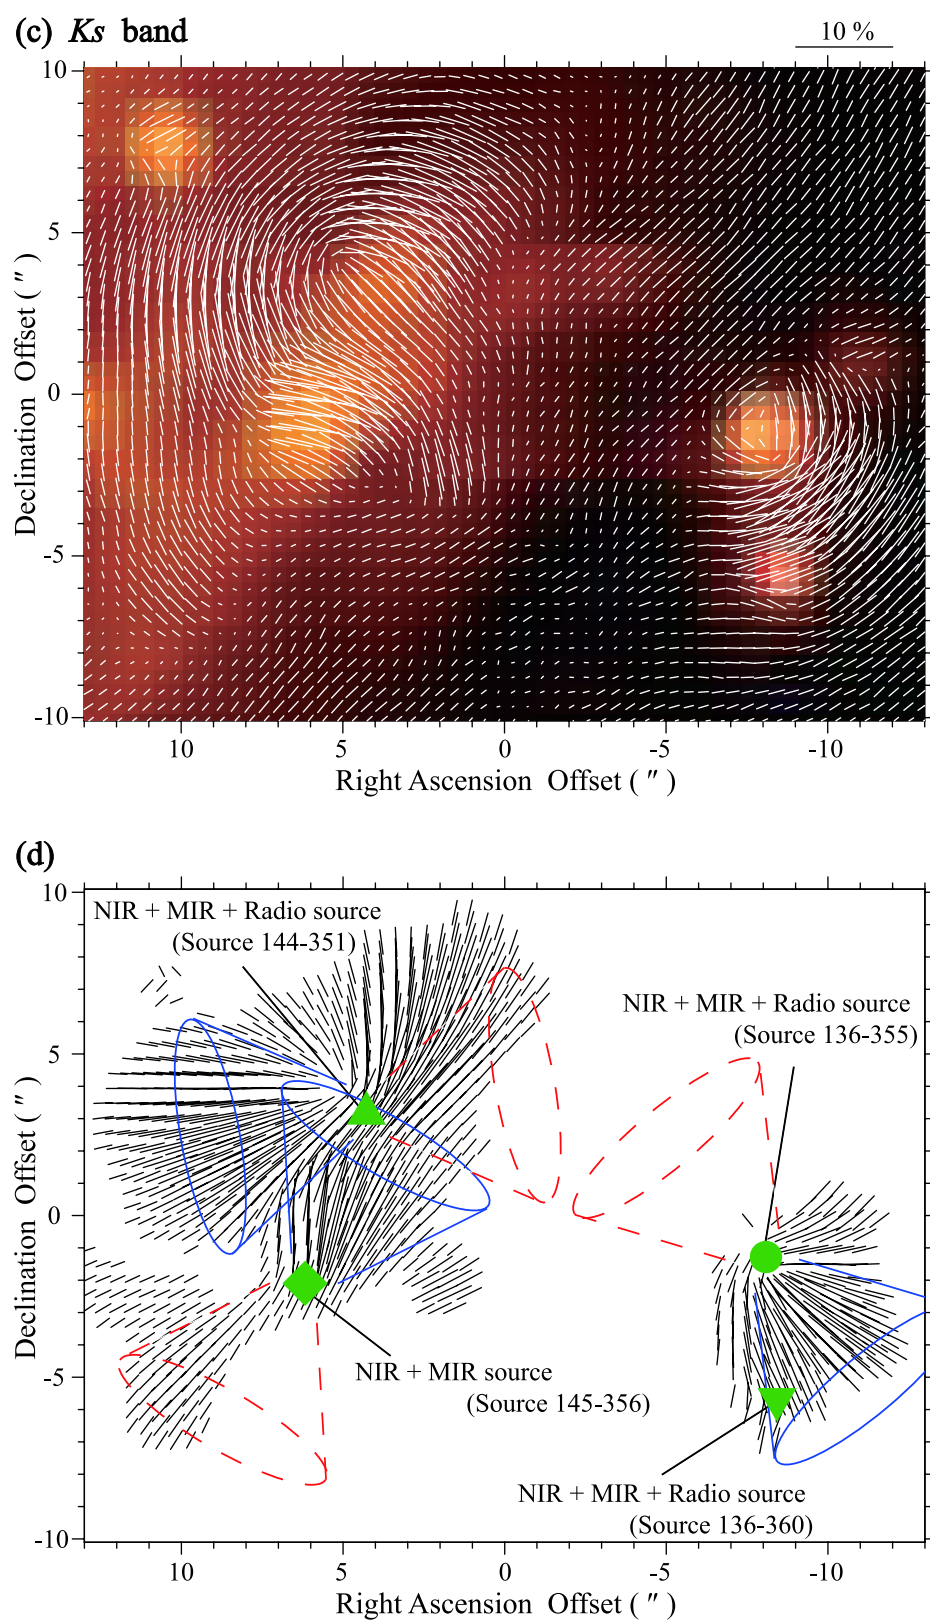 (c) Ks band
10 %
10
5
0
-5
-10
Declination Offset ( ″ )
10 5 0 -5 -10
Right Ascension Offset ( ″ )
(d)
10
5
0
-5
-10
Declination Offset ( ″ )
NIR + MIR + Radio source
(Source 144-351)
NIR + MIR + Radio source
(Source 136-355)
NIR + MIR source
(Source 145-356)
NIR + MIR + Radio source
(Source 136-360)
10 5 0 -5 -10
Right Ascension Offset ( ″ )